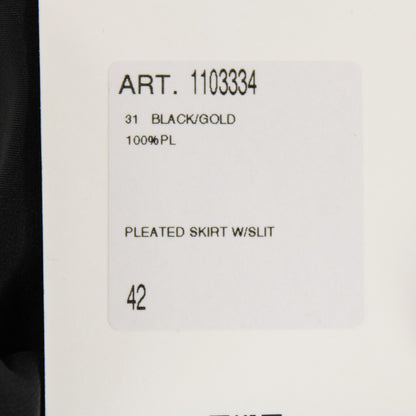 ART. 1103334
31 BLACK/GOLD
100%PL
PLEATED SKIRT W/SLIT
42